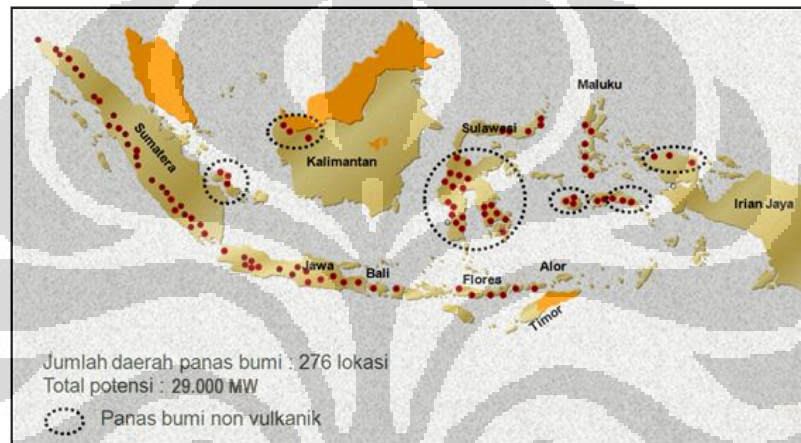 Maluku
Sulawesi
Sumatera
Kalimantan
Irian Jaya
Jawa
Bali
Flores
Alor
Timor
Jumlah daerah panas bumi : 276 lokasi
Total potensi : 29.000 MW
Panas bumi non vulkanik